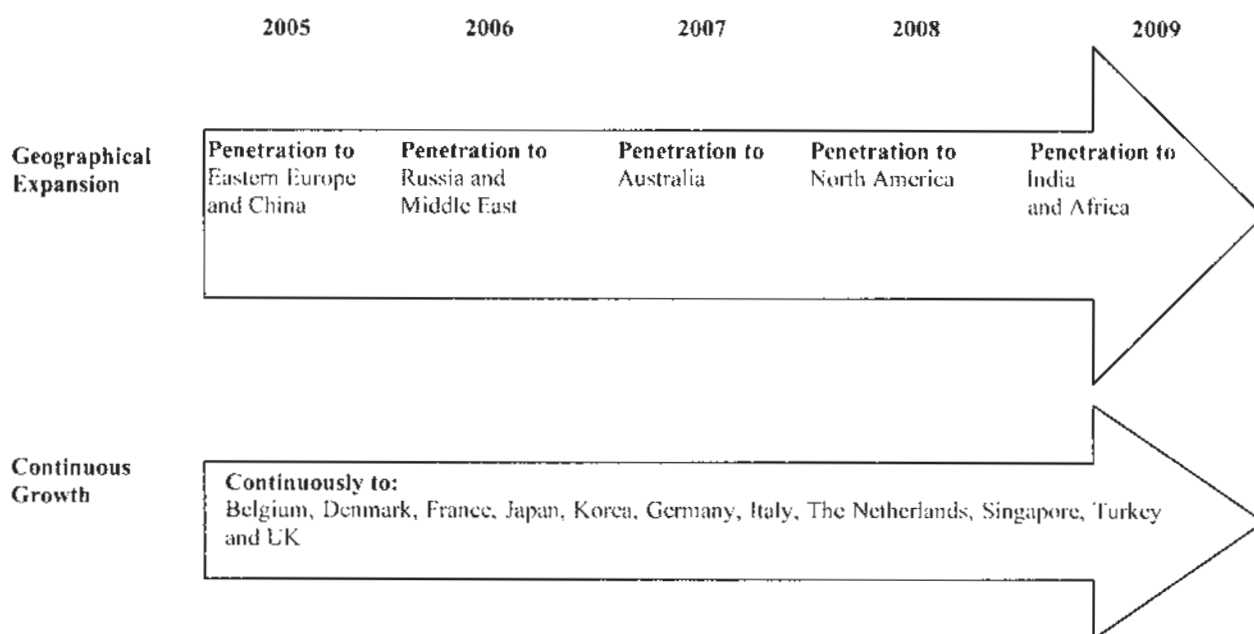 2005 2006 2007 2008 2009
Geographical
Expansion
Penetration to
Eastern Europe
and China
Penetration to
Russia and
Middle East
Penetration to
Australia
Penetration to
North America
Penetration to
India
and Africa
Continuous
Growth
Continuously to:
Belgium, Denmark, France, Japan, Korea, Germany, Italy, The Netherlands, Singapore, Turkey
and UK